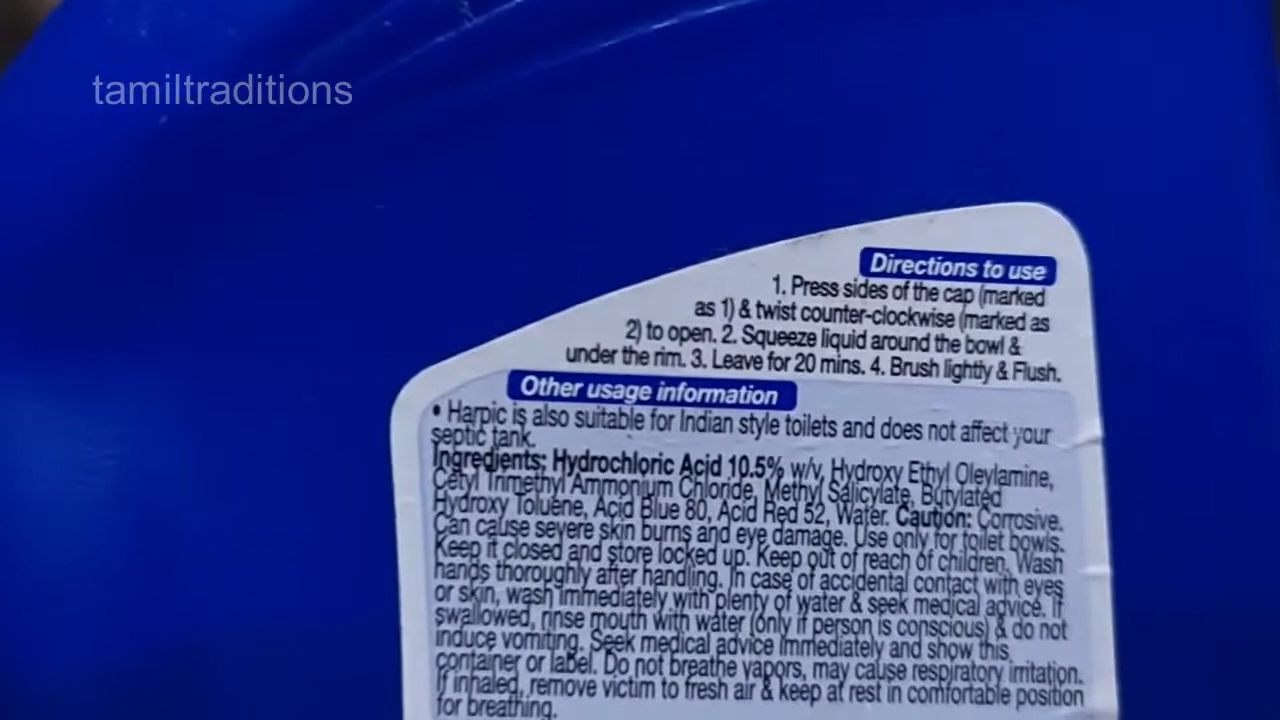 tamiltraditions
Directions to use
1. Press sides of the cap (marked
as 1) & twist counter-clockwise (marked as
2) to open. 2. Squeeze liquid around the bowl &
under the rim. 3. Leave for 20 mins. 4. Brush lightly & Flush.
Other usage information
• Harpic is also suitable for Indian style toilets and does not affect your
septic tank.
Ingredients: Hydrochloric Acid 10.5% w/v, Hydroxy Ethyl Oleylamine,
Cetyl Trimethyl Ammonium Chloride, Methyl Salicylate, Butylated
Hydroxy Toluene, Acid Blue 80, Acid Red 52, Water. Caution: Corrosive.
Can cause severe skin burns and eye damage. Use only for toilet bowls.
Keep it closed and store locked up. Keep out of reach of children. Wash
hands thoroughly after handling. In case of accidental contact with eyes
or skin, wash immediately with plenty of water & seek medical advice. If
swallowed, rinse mouth with water (only if person is conscious) & do not
induce vomiting. Seek medical advice immediately and show this
container or label. Do not breathe vapors, may cause respiratory irritation.
If inhaled, remove victim to fresh air & keep at rest in comfortable position
for breathing.